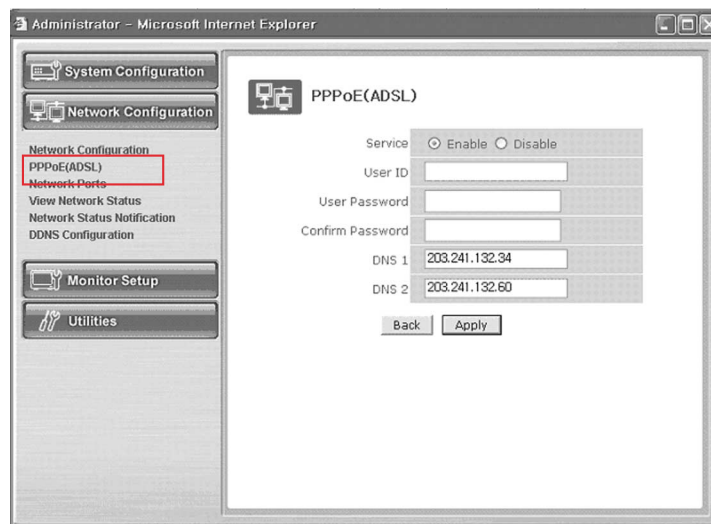 Administrator - Microsoft Internet Explorer
System Configuration
Network Configuration
Network Configuration
PPPoE(ADSL)
Network Ports
View Network Status
Network Status Notification
DDNS Configuration
Monitor Setup
Utilities
PPPoE(ADSL)
Service Enable Disable
User ID
User Password
Confirm Password
DNS 1 203.241.132.34
DNS 2 203.241.132.60
Back Apply